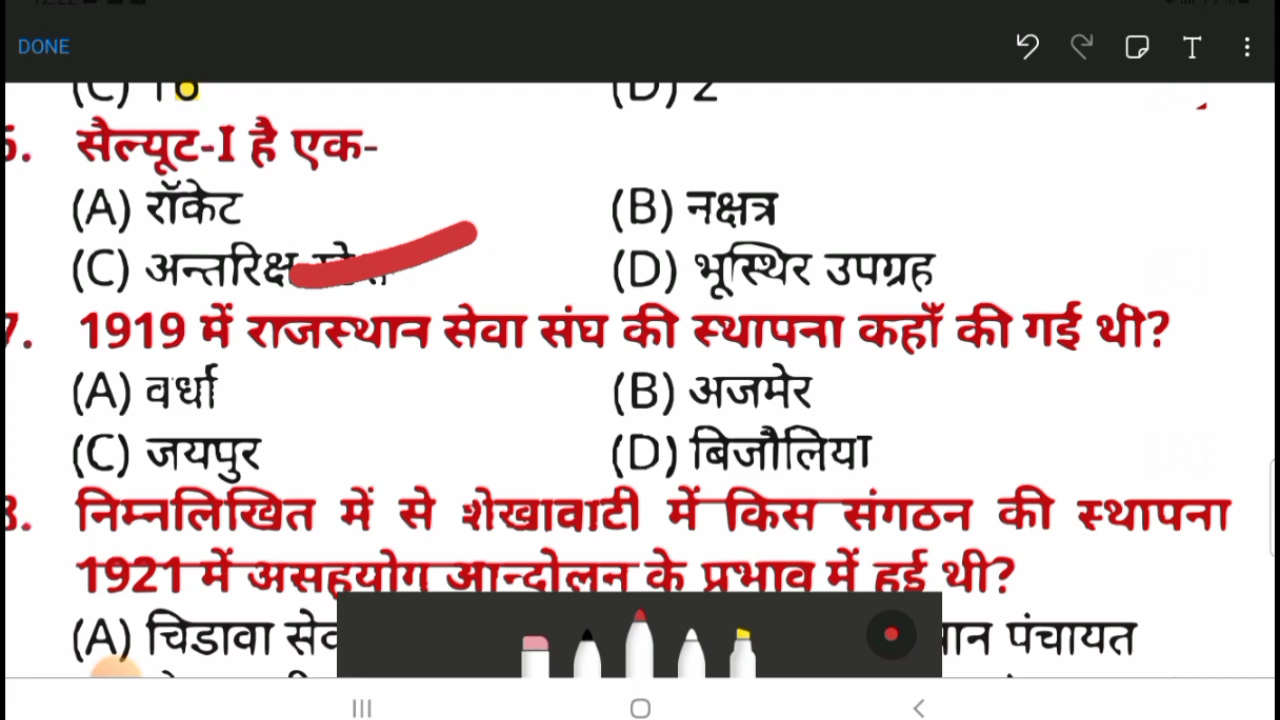 DONE
(C) 16 (D) 2
सैल्यूट-I है एक-
(A) रॉकेट (B) नक्षत्र
(C) अन्तरिक्ष (D) भूस्थिर उपग्रह
7. 1919 में राजस्थान सेवा संघ की स्थापना कहाँ की गई थी?
(A) वर्धा (B) अजमेर
(C) जयपुर (D) बिजौलिया
8. निम्नलिखित में से शेखावाटी में किस संगठन की स्थापना
1921 में असहयोग आन्दोलन के प्रभाव में हुई थी?
(A) चिडावा पंचायत